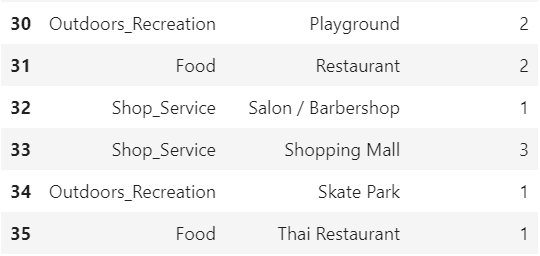 30 Outdoors_Recreation Playground 2
31 Food Restaurant 2
32 Shop_Service Salon / Barbershop 1
33 Shop_Service Shopping Mall 3
34 Outdoors_Recreation Skate Park 1
35 Food Thai Restaurant 1